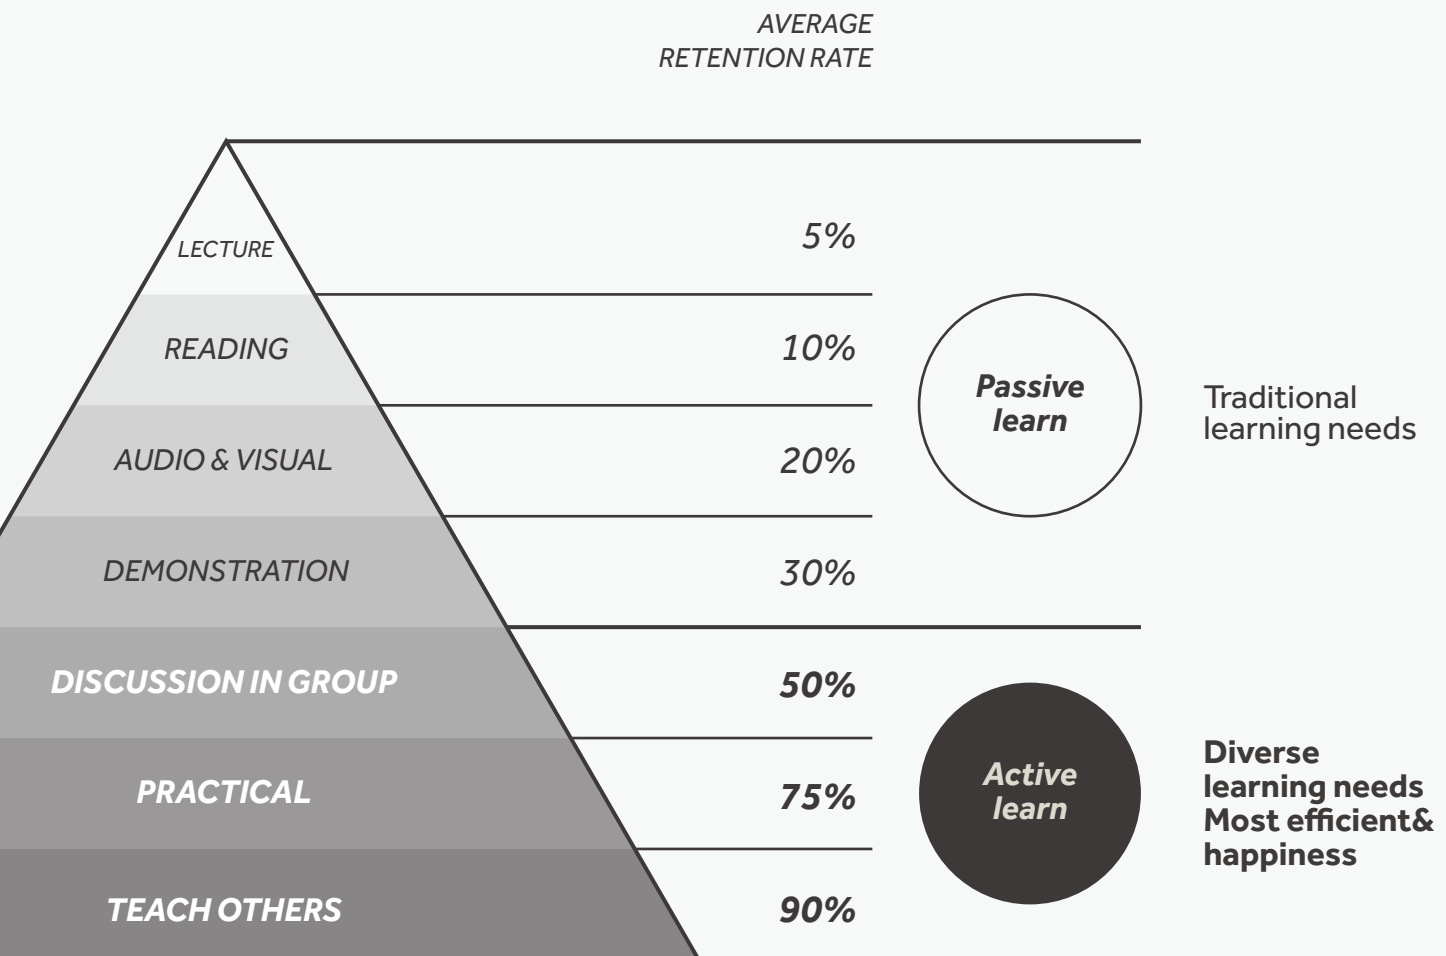 AVERAGE
RETENTION RATE
LECTURE
5%
READING
10%
Passive
learn
Traditional
learning needs
AUDIO & VISUAL
20%
DEMONSTRATION
30%
DISCUSSION IN GROUP
50%
PRACTICAL
75%
Active
learn
Diverse
learning needs
Most efficient&
happiness
TEACH OTHERS
90%